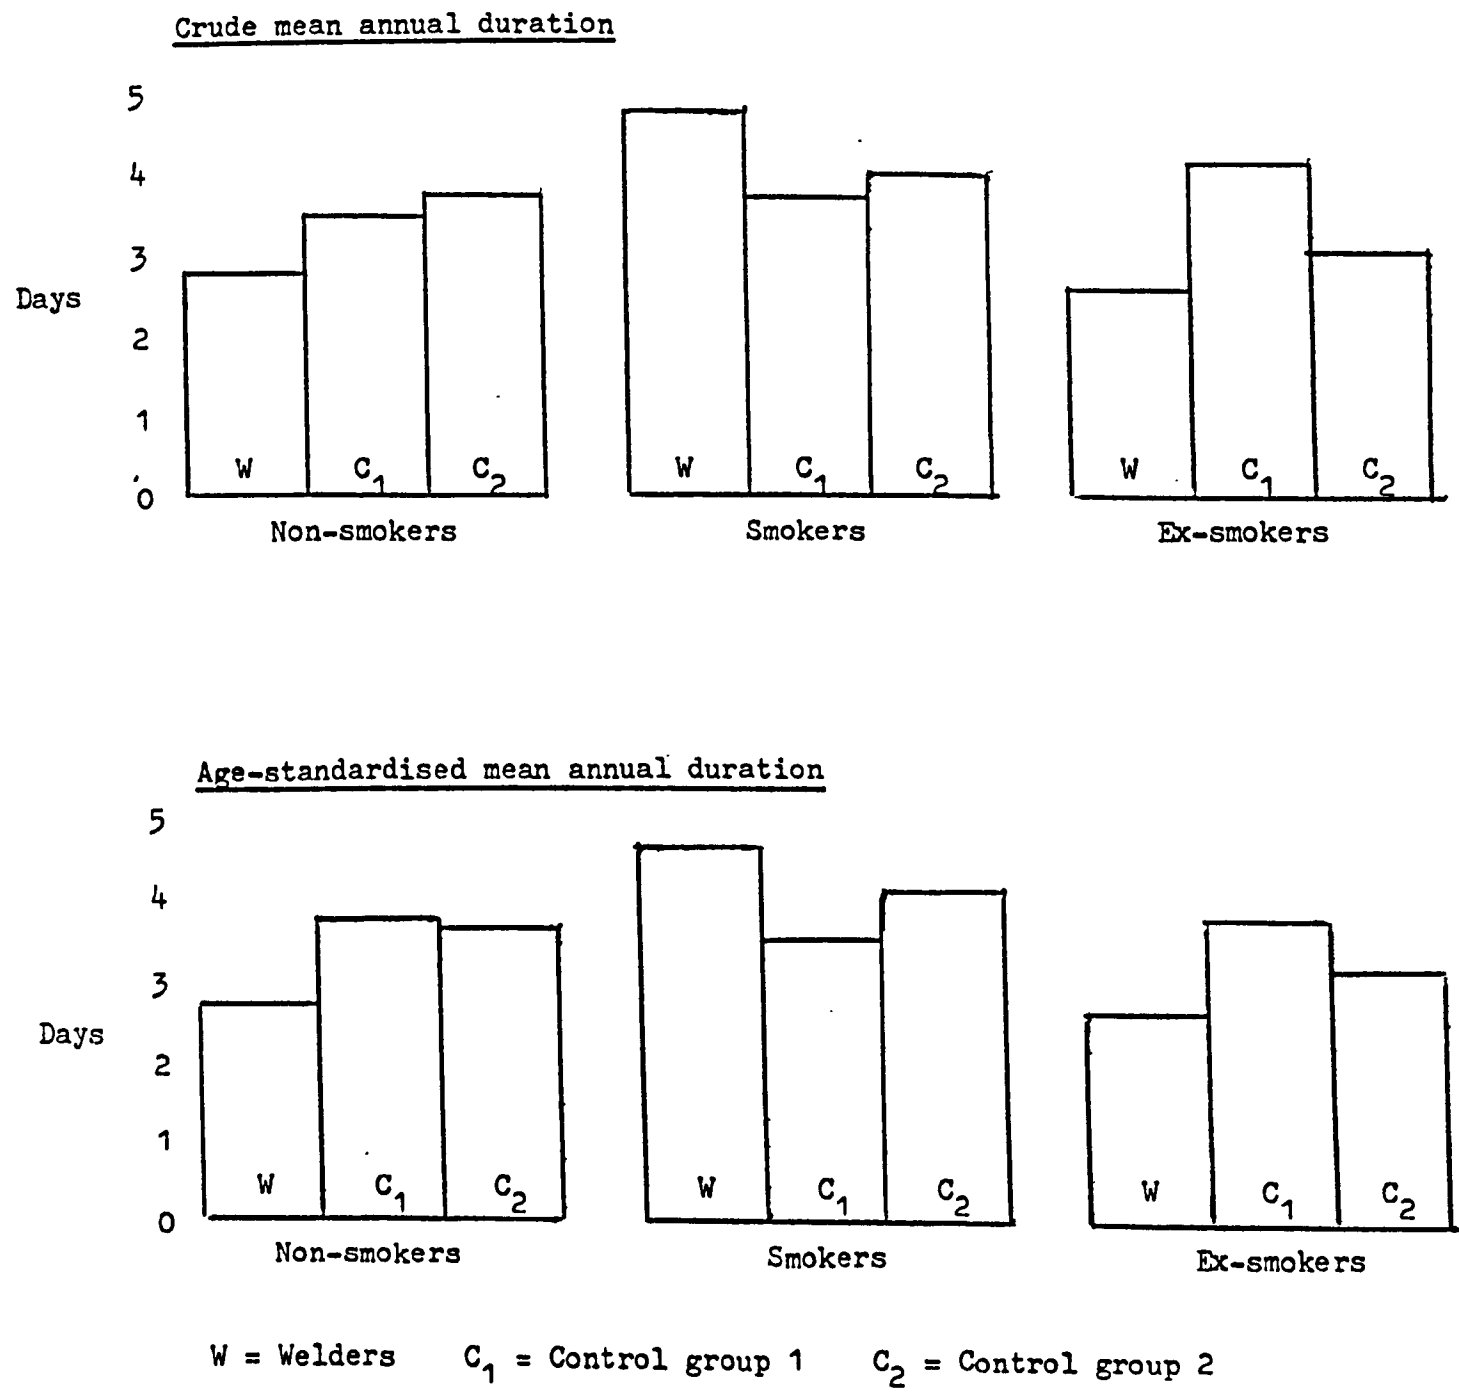 Crude mean annual duration
5
4
3
Days
2
1
0
W C₁ C₂ W C₁ C₂ W C₁ C₂
Non-smokers Smokers Ex-smokers
Age-standardised mean annual duration
5
4
3
Days
2
1
0
W C₁ C₂ W C₁ C₂ W C₁ C₂
Non-smokers Smokers Ex-smokers
W = Welders C₁ = Control group 1 C₂ = Control group 2